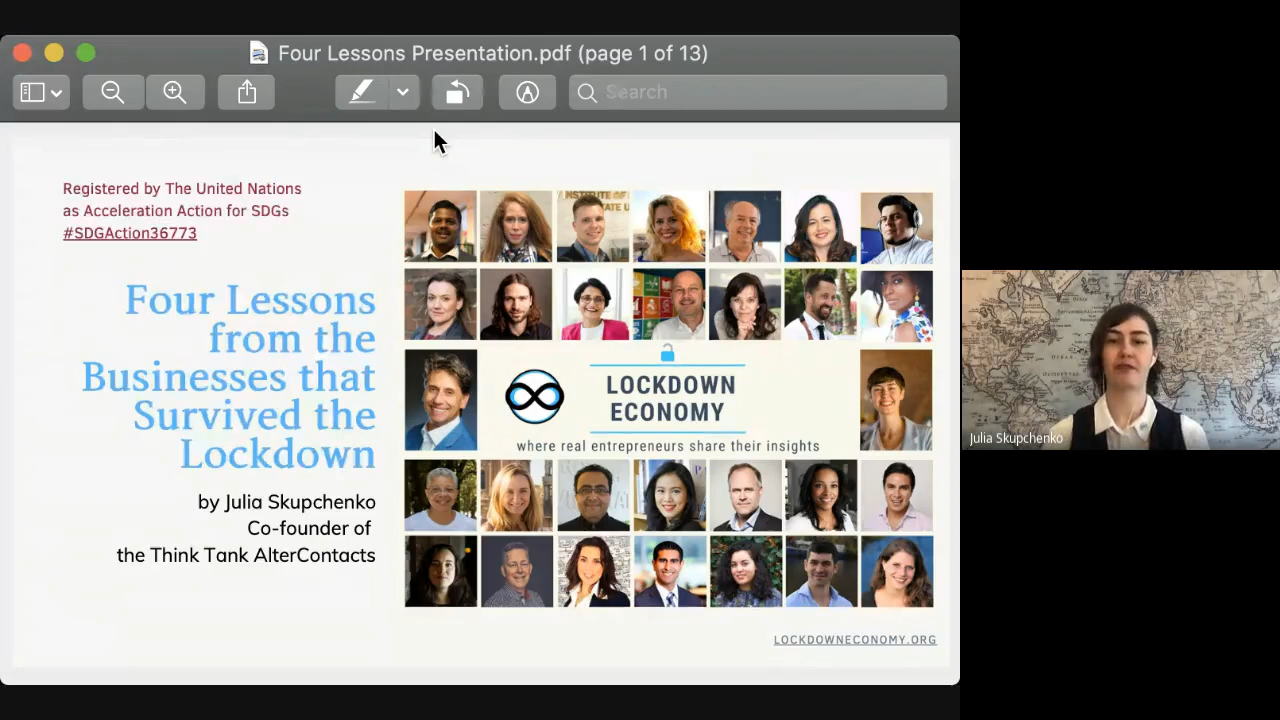 Four Lessons Presentation.pdf (page 1 of 13)
Search
Registered by The United Nations
as Acceleration Action for SDGs
#SDGAction36773
Four Lessons
from the
Businesses that
Survived the
Lockdown
by Julia Skupchenko
Co-founder of
the Think Tank AlterContacts
LOCKDOWN
ECONOMY
where real entrepreneurs share their insights
LOCKDOWNECONOMY.ORG
Julia Skupchenko